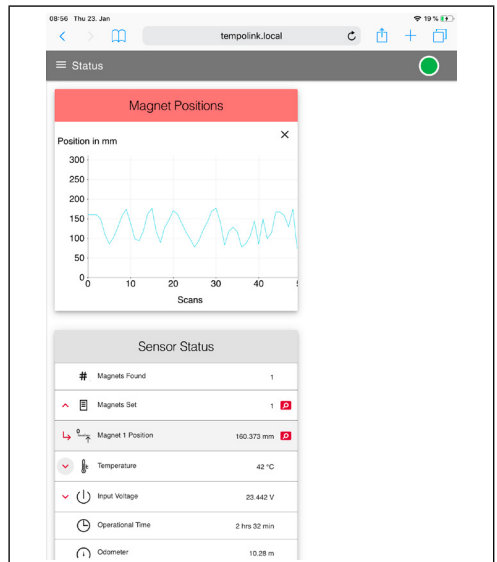 08:56 Thu 23. Jan 19 %
tempolink.local
Status
Magnet Positions
Position in mm
300
250
200
150
100
50
0
0 10 20 30 40
Scans
Sensor Status
# Magnets Found 1
Magnets Set 1
Magnet 1 Position 160.373 mm
Temperature 42 °C
Input Voltage 23.442 V
Operational Time 2 hrs 32 min
Odometer 10.28 m